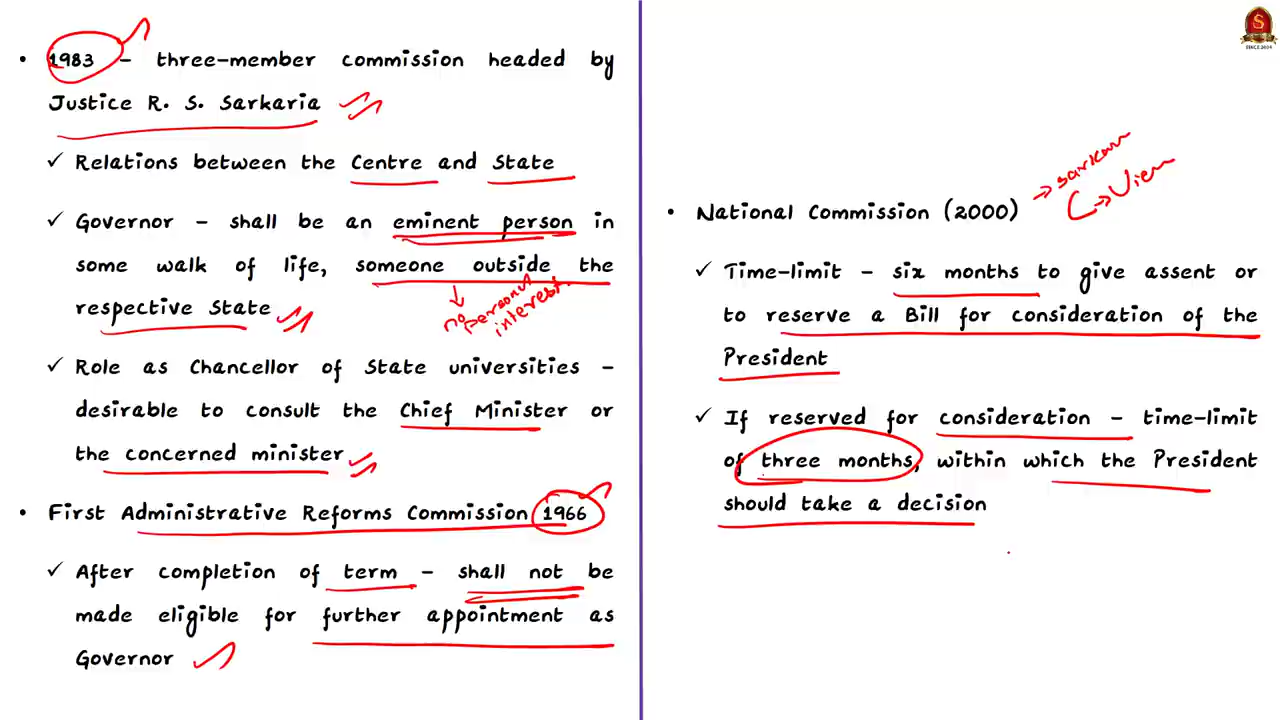 • 1983 – three-member commission headed by
Justice R. S. Sarkaria
✓ Relations between the Centre and State
✓ Governor – shall be an eminent person in
some walk of life, someone outside the
respective State
no personal
interest.
✓ Role as Chancellor of State universities –
desirable to consult the Chief Minister or
the concerned minister
• First Administrative Reforms Commission 1966
✓ After completion of term – shall not be
made eligible for further appointment as
Governor
S
SINCE 2004
→ sarkari
→ View
• National Commission (2000)
✓ Time-limit – six months to give assent or
to reserve a Bill for consideration of the
President
✓ If reserved for consideration – time-limit
of three months, within which the President
should take a decision